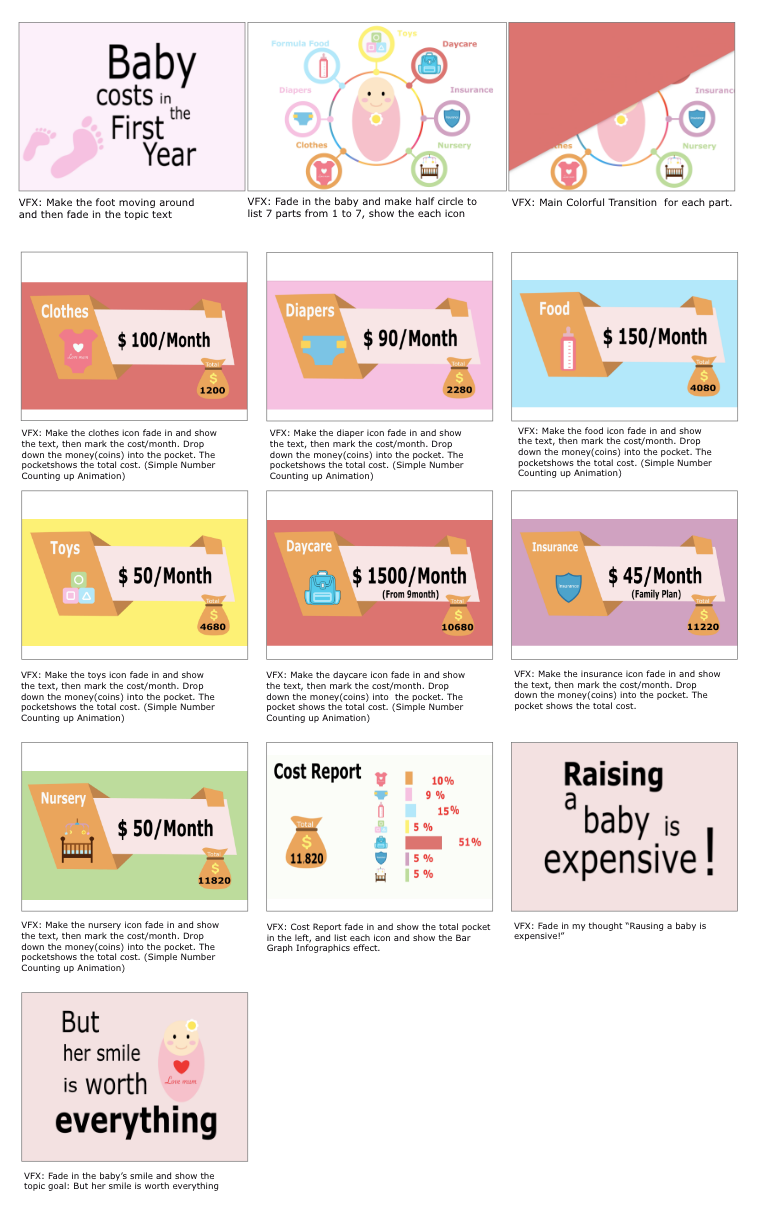 Baby
costs in
the
First
Year
VFX: Make the foot moving around
and then fade in the topic text
Toys
Formula Food
Daycare
Diapers
Insurance
Insurance
Clothes
Nursery
VFX: Fade in the baby and make half circle to
list 7 parts from 1 to 7, show the each icon
Insurance
Insurance
thes
Nursery
VFX: Main Colorful Transition for each part.
Clothes
$ 100/Month
Love mom
Total
$
1200
VFX: Make the clothes icon fade in and show
the text, then mark the cost/month. Drop
down the money(coins) into the pocket. The
pocketshows the total cost. (Simple Number
Counting up Animation)
Diapers
$ 90/Month
Total
$
2280
VFX: Make the diaper icon fade in and show
the text, then mark the cost/month. Drop
down the money(coins) into the pocket. The
pocketshows the total cost. (Simple Number
Counting up Animation)
Food
$ 150/Month
Total
$
4080
VFX: Make the food icon fade in and show
the text, then mark the cost/month. Drop
down the money(coins) into the pocket. The
pocketshows the total cost. (Simple Number
Counting up Animation)
Toys
$ 50/Month
Total
$
4680
VFX: Make the toys icon fade in and show
the text, then mark the cost/month. Drop
down the money(coins) into the pocket. The
pocketshows the total cost. (Simple Number
Counting up Animation)
Daycare
$ 1500/Month
(From 9month)
Total
$
10680
VFX: Make the daycare icon fade in and show
the text, then mark the cost/month. Drop
down the money(coins) into the pocket. The
pocketshows the total cost. (Simple Number
Counting up Animation)
Insurance
$ 45/Month
(Family Plan)
Insurance
Total
$
11220
VFX: Make the insurance icon fade in and show
the text, then mark the cost/month. Drop
down the money(coins) into the pocket. The
pocket shows the total cost.
Nursery
$ 50/Month
Total
$
11820
VFX: Make the nursery icon fade in and show
the text, then mark the cost/month. Drop
down the money(coins) into the pocket. The
pocketshows the total cost. (Simple Number
Counting up Animation)
Cost Report
Total
$
11.820
10%
9 %
15%
5 %
51%
5 %
5 %
VFX: Cost Report fade in and show the total pocket
in the left, and list each icon and show the Bar
Graph Infographics effect.
Raising
a
baby is
expensive!
VFX: Fade in my thought “Rausing a baby is
expensive!”
But
her smile
is worth
everything
Love mom
VFX: Fade in the baby’s smile and show the
topic goal: But her smile is worth everything